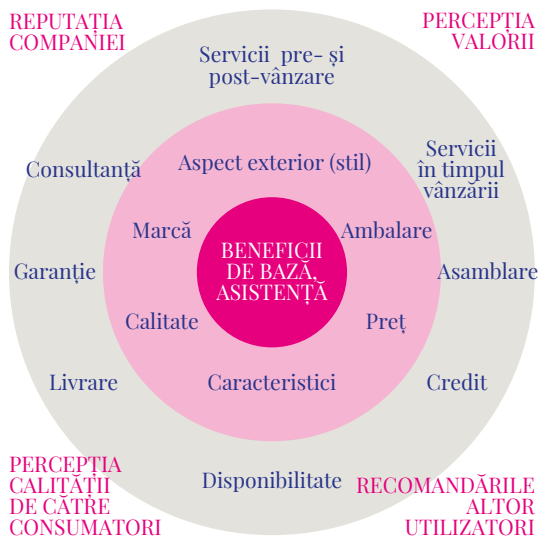 REPUTAȚIA
COMPANIEI
PERCEPȚIA
VALORII
Servicii pre- și
post-vânzare
Consultanță
Aspect exterior (stil)
Servicii
în timpul
vânzării
Marcă
Ambalare
BENEFICII
DE BAZĂ,
ASISTENȚĂ
Garanție
Asamblare
Calitate
Preț
Livrare
Caracteristici
Credit
Disponibilitate
PERCEPȚIA
CALITĂȚII
DE CĂTRE
CONSUMATORI
RECOMANDĂRILE
ALTOR
UTILIZATORI